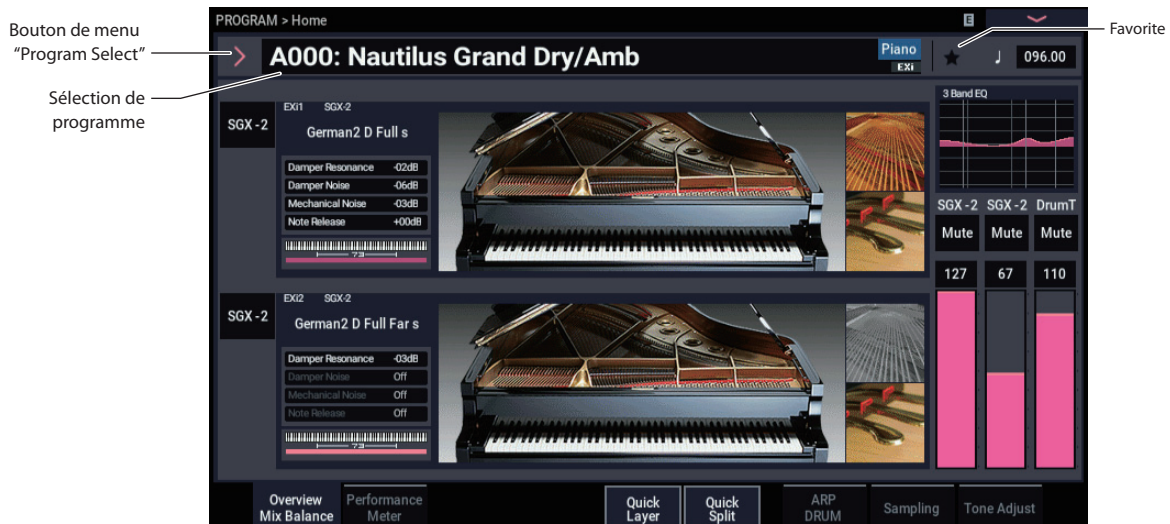 Bouton de menu
“Program Select”
Sélection de
programme
Favorite
PROGRAM > Home
E
A000: Nautilus Grand Dry/Amb
Piano
EXi
096.00
SGX-2
EXi1 SGX-2
German2 D Full s
Damper Resonance -02dB
Damper Noise -06dB
Mechanical Noise -03dB
Note Release +00dB
73
SGX-2
EXi2 SGX-2
German2 D Full Far s
Damper Resonance -03dB
Damper Noise Off
Mechanical Noise Off
Note Release Off
73
3 Band EQ
SGX-2 SGX-2 DrumT
Mute Mute Mute
127 67 110
Overview
Mix Balance
Performance
Meter
Quick
Layer
Quick
Split
ARP
DRUM
Sampling
Tone Adjust